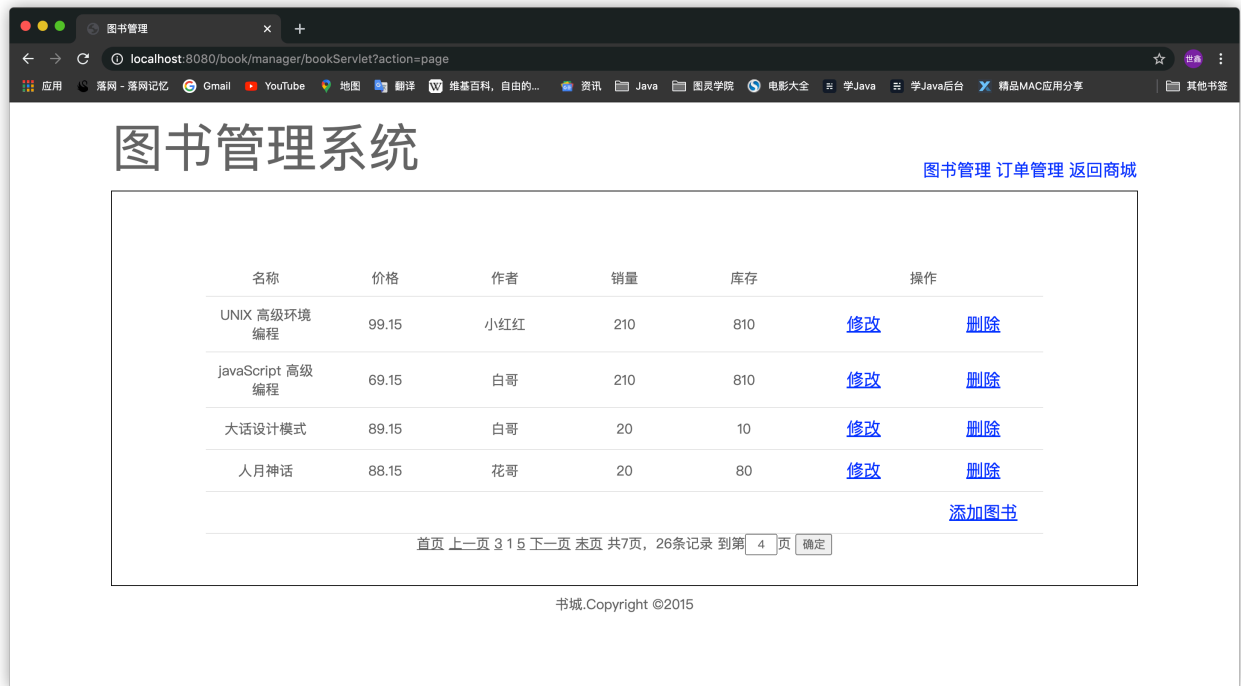 图书管理
localhost:8080/book/manager/bookServlet?action=page
世鑫
应用 落网 - 落网记忆 Gmail YouTube 地图 翻译 维基百科，自由的... 资讯 Java 图灵学院 电影大全 学Java 学Java后台 精品MAC应用分享 其他书签
图书管理系统
图书管理 订单管理 返回商城
名称 价格 作者 销量 库存 操作
UNIX 高级环境
编程 99.15 小红红 210 810 修改 删除
javaScript 高级
编程 69.15 白哥 210 810 修改 删除
大话设计模式 89.15 白哥 20 10 修改 删除
人月神话 88.15 花哥 20 80 修改 删除
添加图书
首页 上一页 3 1 5 下一页 末页 共7页，26条记录 到第 4 页 确定
书城.Copyright ©2015